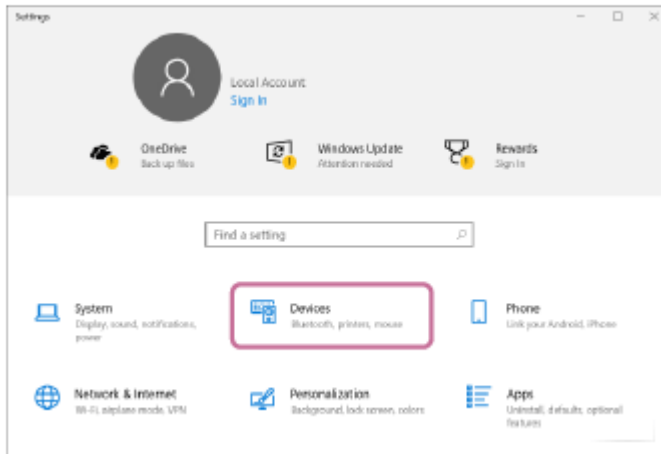 Settings
Local Account
Sign In
OneDrive
Back up files
Windows Update
Attention needed
Rewards
Sign In
Find a setting
System
Display, sound, notifications,
power
Devices
Bluetooth, printers, mouse
Phone
Link your Android, iPhone
Network & Internet
Wi-Fi, airplane mode, VPN
Personalization
Background, lock screen, colors
Apps
Uninstall, defaults, optional
features